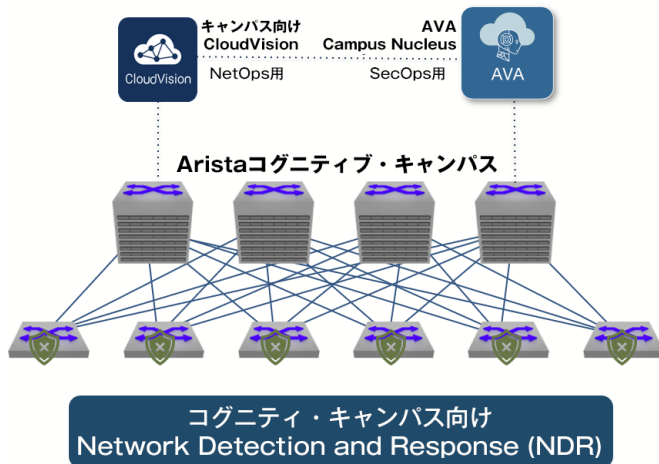 キャンパス向け
CloudVision
NetOps用
AVA
Campus Nucleus
SecOps用
CloudVision
AVA
Aristaコグニティブ・キャンパス
コグニティ・キャンパス向け
Network Detection and Response (NDR)